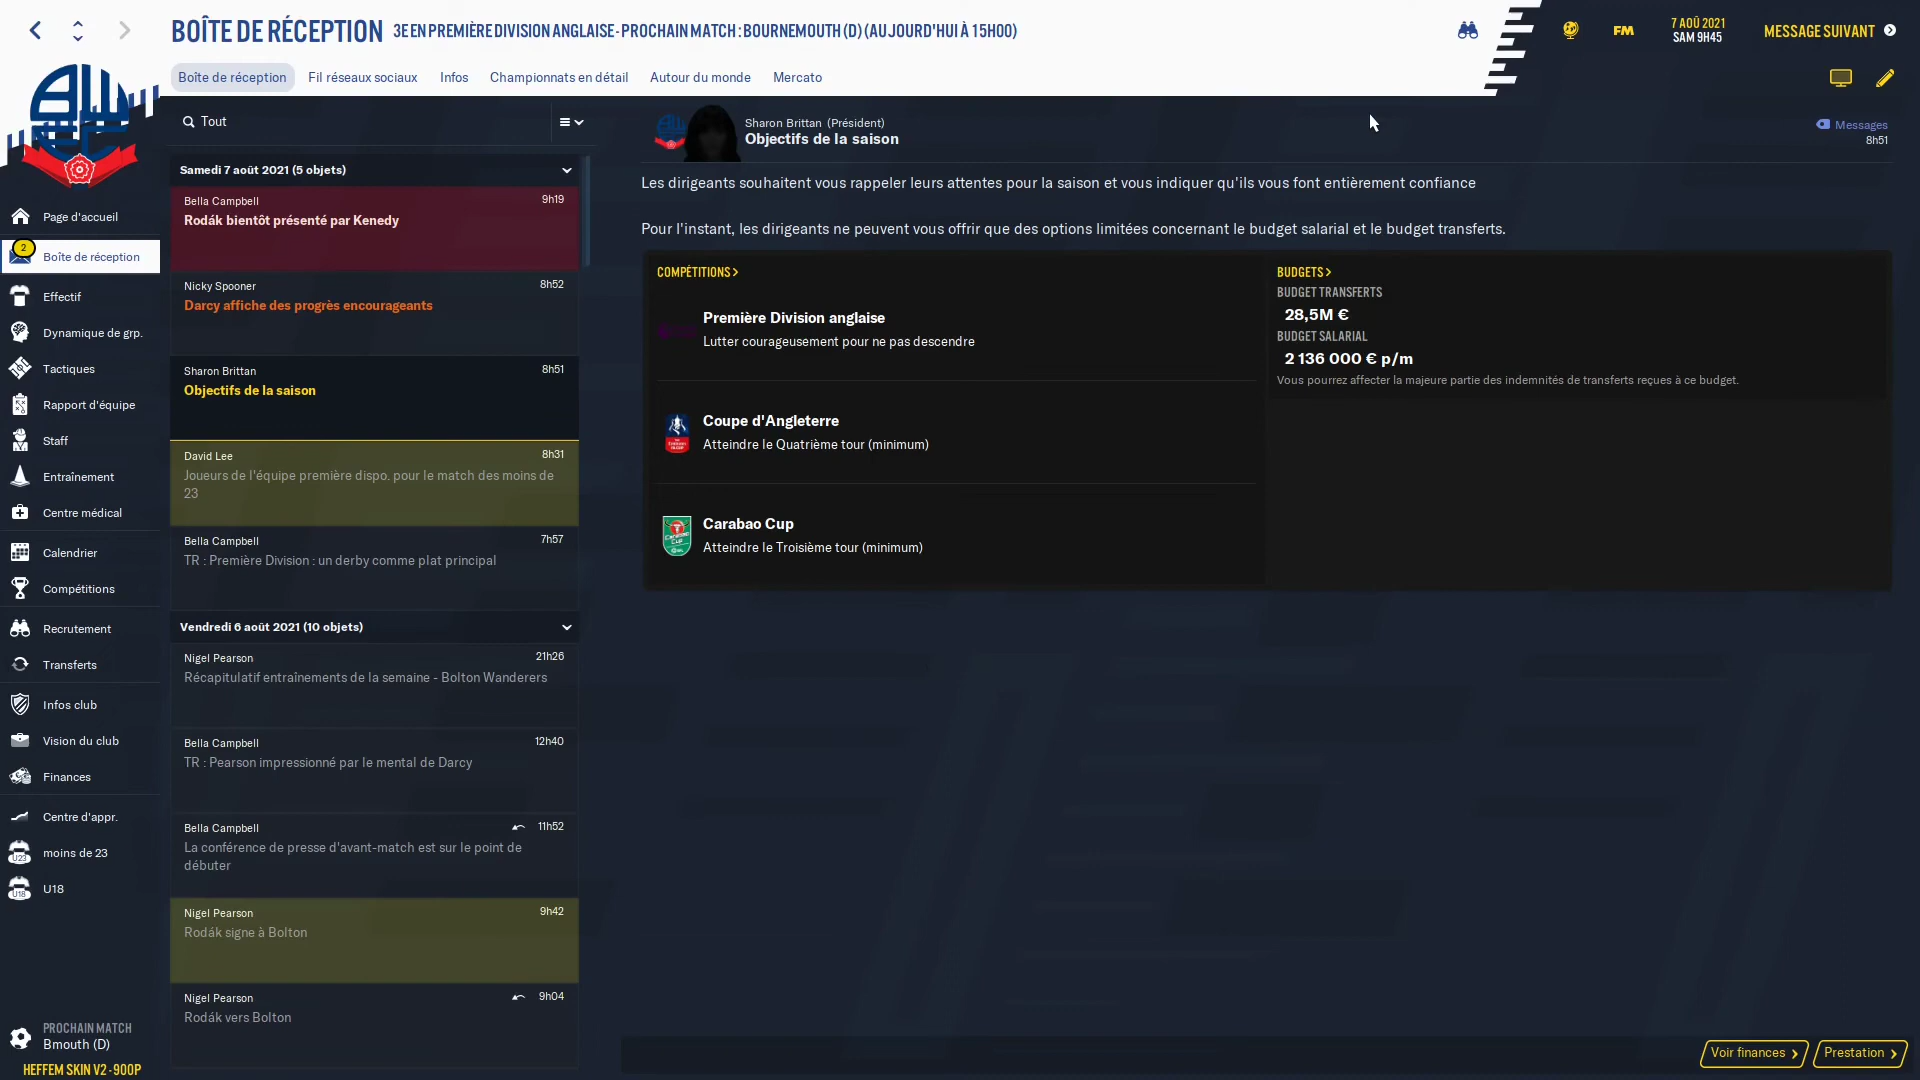 BOÎTE DE RÉCEPTION
3E EN PREMIÈRE DIVISION ANGLAISE - PROCHAIN MATCH : BOURNEMOUTH (D) (AUJOURD'HUI À 15H00)
FM
7 AOÛ 2021
SAM 9H45
MESSAGE SUIVANT
Boîte de réception
Fil réseaux sociaux
Infos
Championnats en détail
Autour du monde
Mercato
Page d'accueil
2
Boîte de réception
Effectif
Dynamique de grp.
Tactiques
Rapport d'équipe
Staff
Entraînement
Centre médical
Calendrier
Compétitions
Recrutement
Transferts
Infos club
Vision du club
Finances
Centre d'appr.
U23
moins de 23
U18
U18
PROCHAIN MATCH
Bmouth (D)
HEFFEM SKIN V2 - 900P
Tout
Samedi 7 août 2021 (5 objets)
Bella Campbell
9h19
Rodák bientôt présenté par Kenedy
Nicky Spooner
8h52
Darcy affiche des progrès encourageants
Sharon Brittan
8h51
Objectifs de la saison
David Lee
8h31
Joueurs de l'équipe première dispo. pour le match des moins de
23
Bella Campbell
7h57
TR : Première Division : un derby comme plat principal
Vendredi 6 août 2021 (10 objets)
Nigel Pearson
21h26
Récapitulatif entraînements de la semaine - Bolton Wanderers
Bella Campbell
12h40
TR : Pearson impressionné par le mental de Darcy
Bella Campbell
11h52
La conférence de presse d'avant-match est sur le point de
débuter
Nigel Pearson
9h42
Rodák signe à Bolton
Nigel Pearson
9h04
Rodák vers Bolton
Sharon Brittan (Président)
Objectifs de la saison
Messages
8h51
Les dirigeants souhaitent vous rappeler leurs attentes pour la saison et vous indiquer qu'ils vous font entièrement confiance
Pour l'instant, les dirigeants ne peuvent vous offrir que des options limitées concernant le budget salarial et le budget transferts.
COMPÉTITIONS >
Première Division anglaise
Lutter courageusement pour ne pas descendre
Coupe d'Angleterre
Atteindre le Quatrième tour (minimum)
Carabao Cup
Atteindre le Troisième tour (minimum)
BUDGETS >
BUDGET TRANSFERTS
28,5M €
BUDGET SALARIAL
2 136 000 € p/m
Vous pourrez affecter la majeure partie des indemnités de transferts reçues à ce budget.
Voir finances >
Prestation >